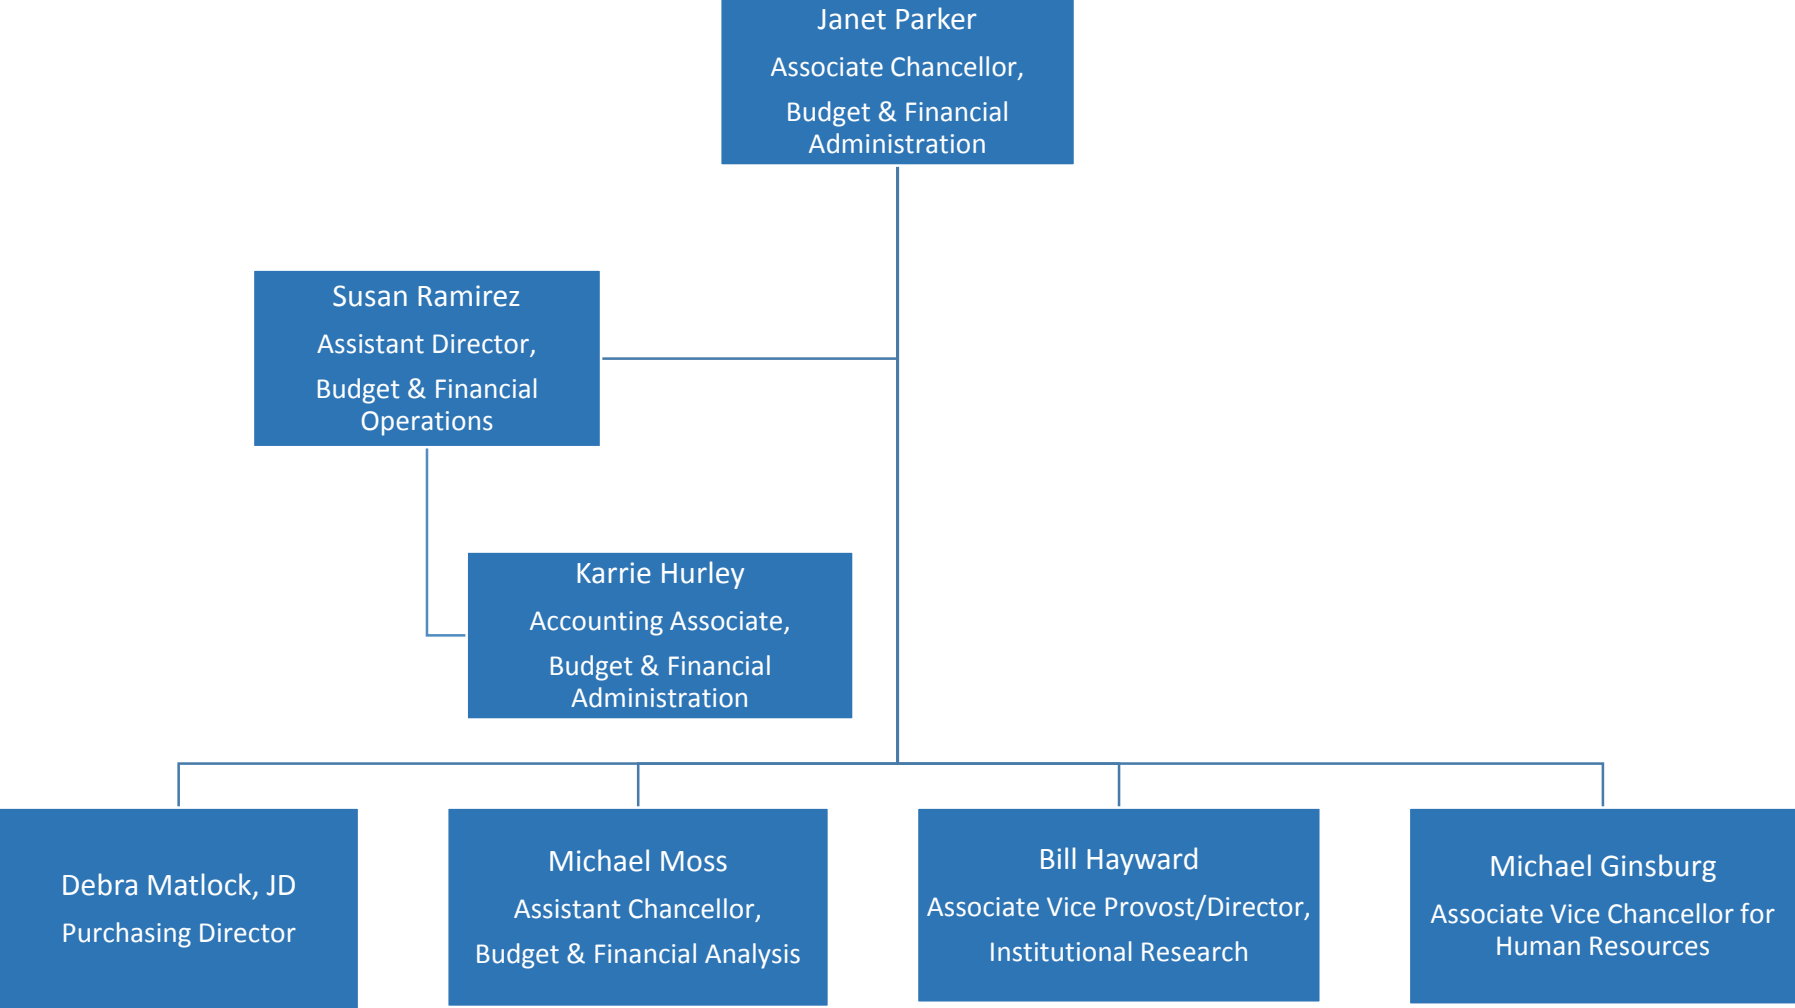 Janet Parker
Associate Chancellor,
Budget & Financial
Administration
Susan Ramirez
Assistant Director,
Budget & Financial
Operations
Karrie Hurley
Accounting Associate,
Budget & Financial
Administration
Debra Matlock, JD
Purchasing Director
Michael Moss
Assistant Chancellor,
Budget & Financial Analysis
Bill Hayward
Associate Vice Provost/Director,
Institutional Research
Michael Ginsburg
Associate Vice Chancellor for
Human Resources